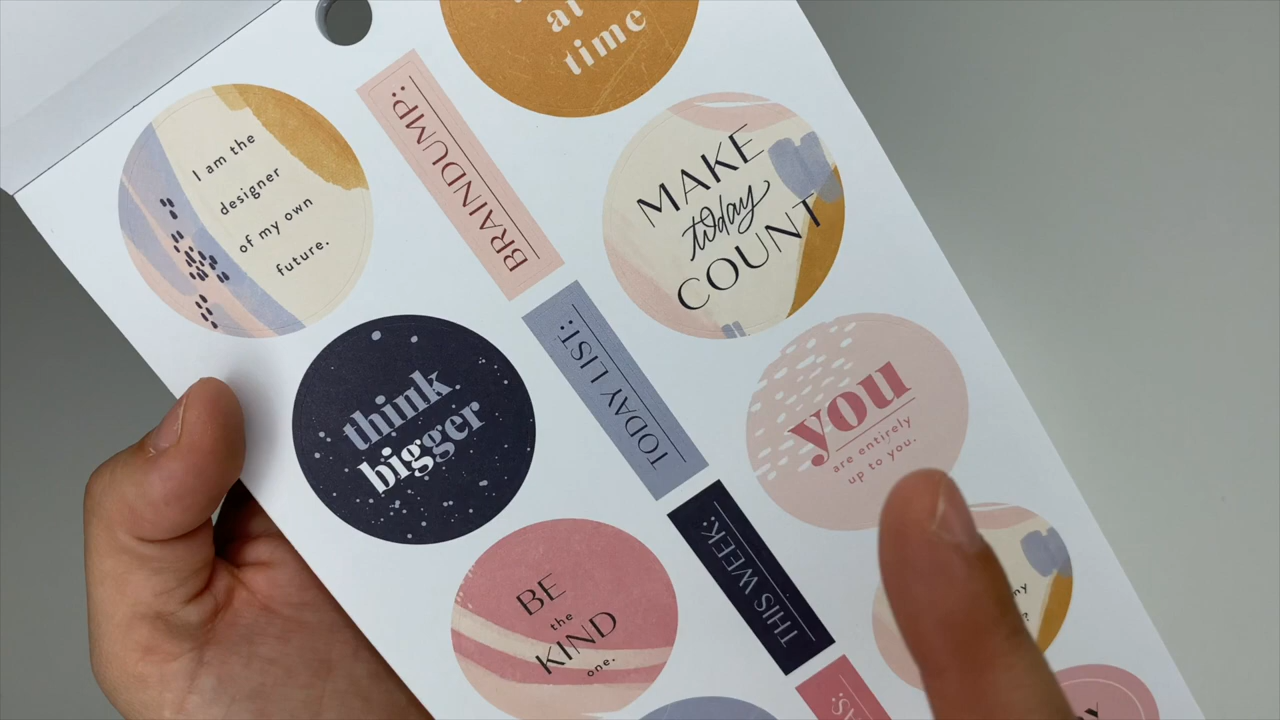 at
time
I am the
designer
of my own
future.
BRAINDUMP:
MAKE
today
COUNT
think
bigger
TODAY LIST:
you
are entirely
up to you.
THIS WEEK:
BE
the
KIND
one.